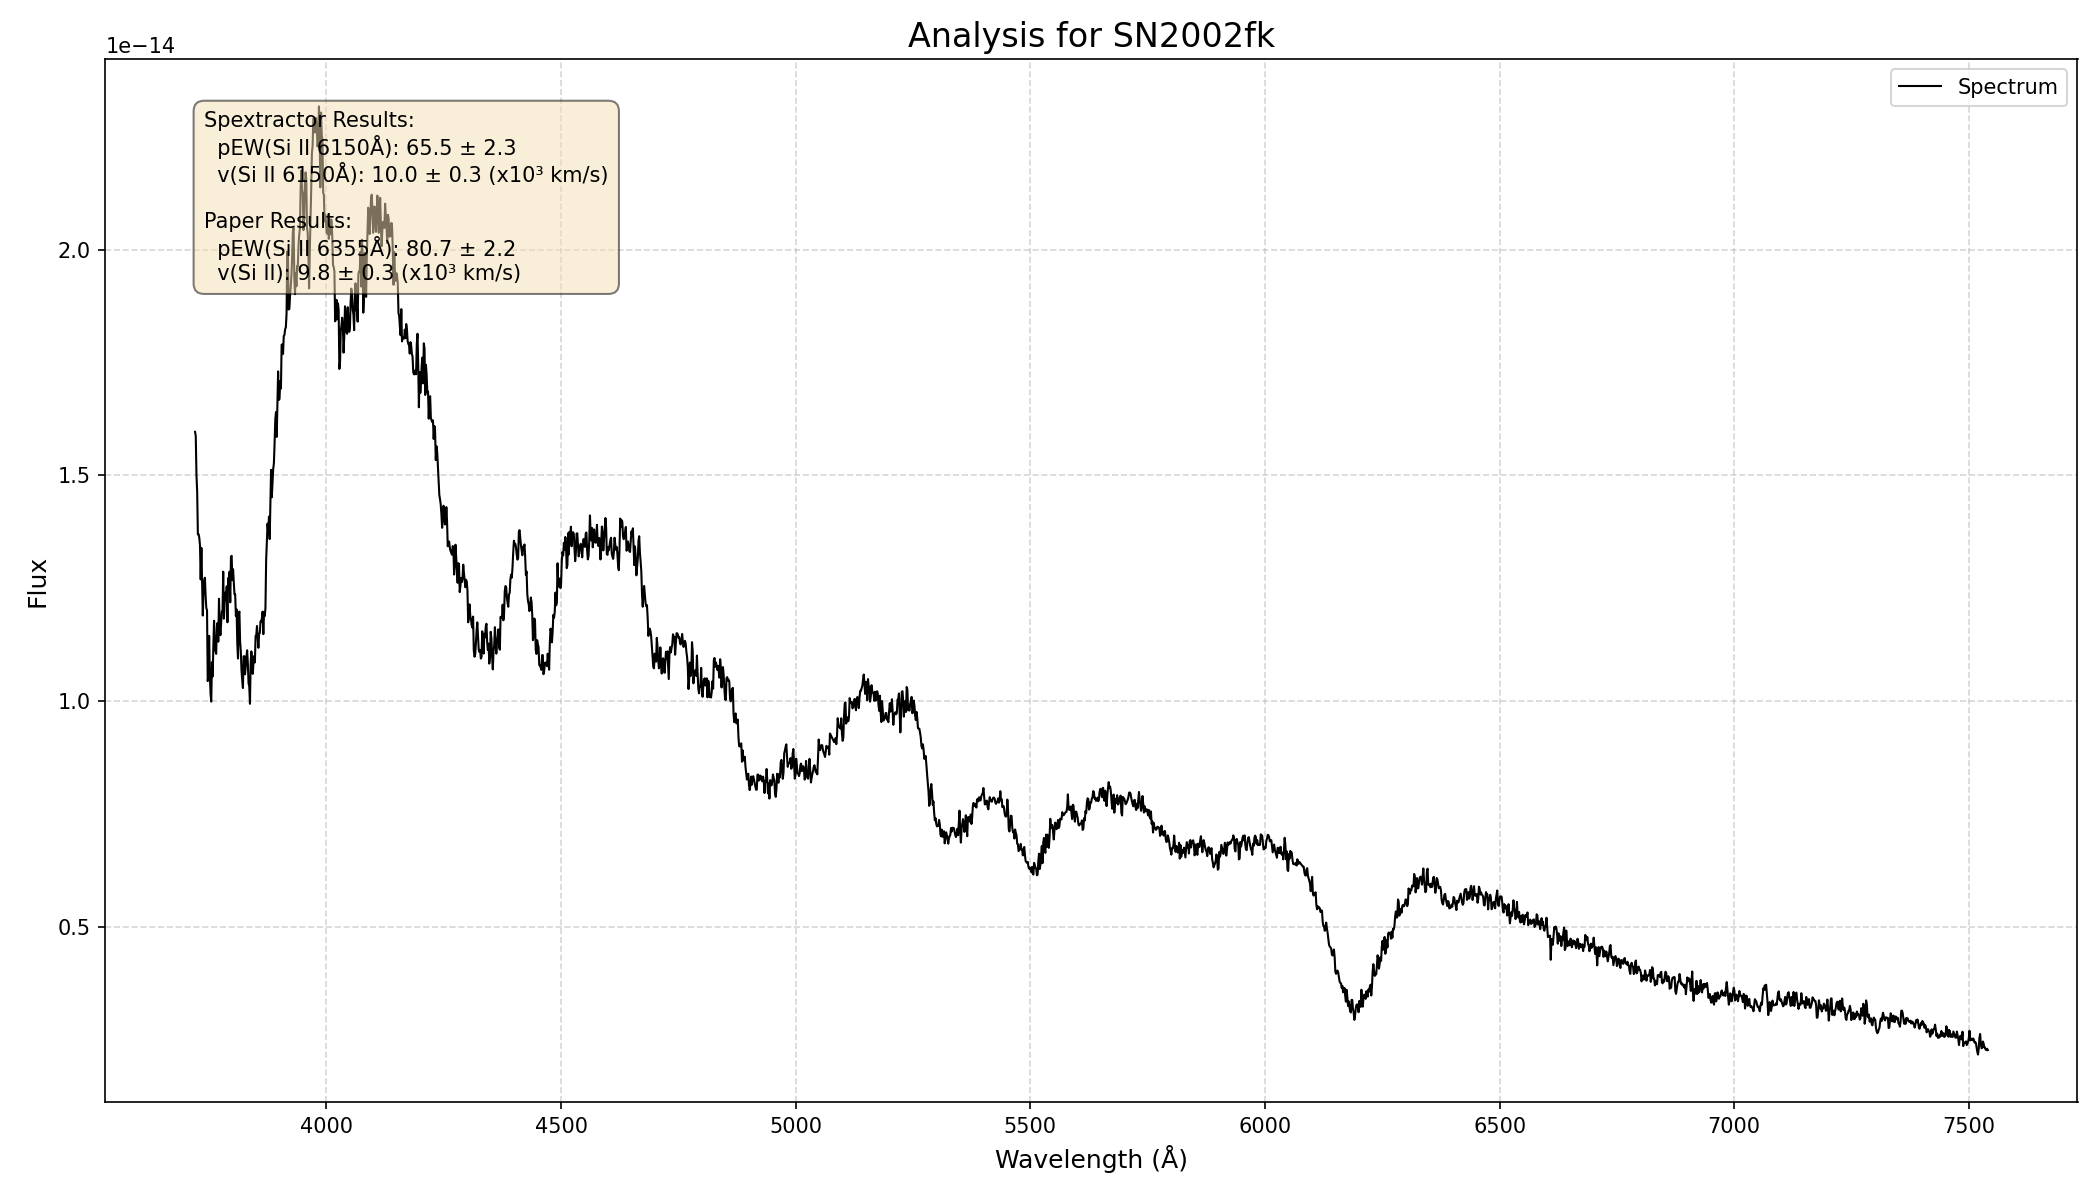 Analysis for SN2002fk
1e−14
Spectrum
Spextractor Results:
pEW(Si II 6150Å): 65.5 ± 2.3
v(Si II 6150Å): 10.0 ± 0.3 (x10³ km/s)
Paper Results:
pEW(Si II 6355Å): 80.7 ± 2.2
v(Si II): 9.8 ± 0.3 (x10³ km/s)
2.0
1.5
1.0
0.5
Flux
4000 4500 5000 5500 6000 6500 7000 7500
Wavelength (Å)